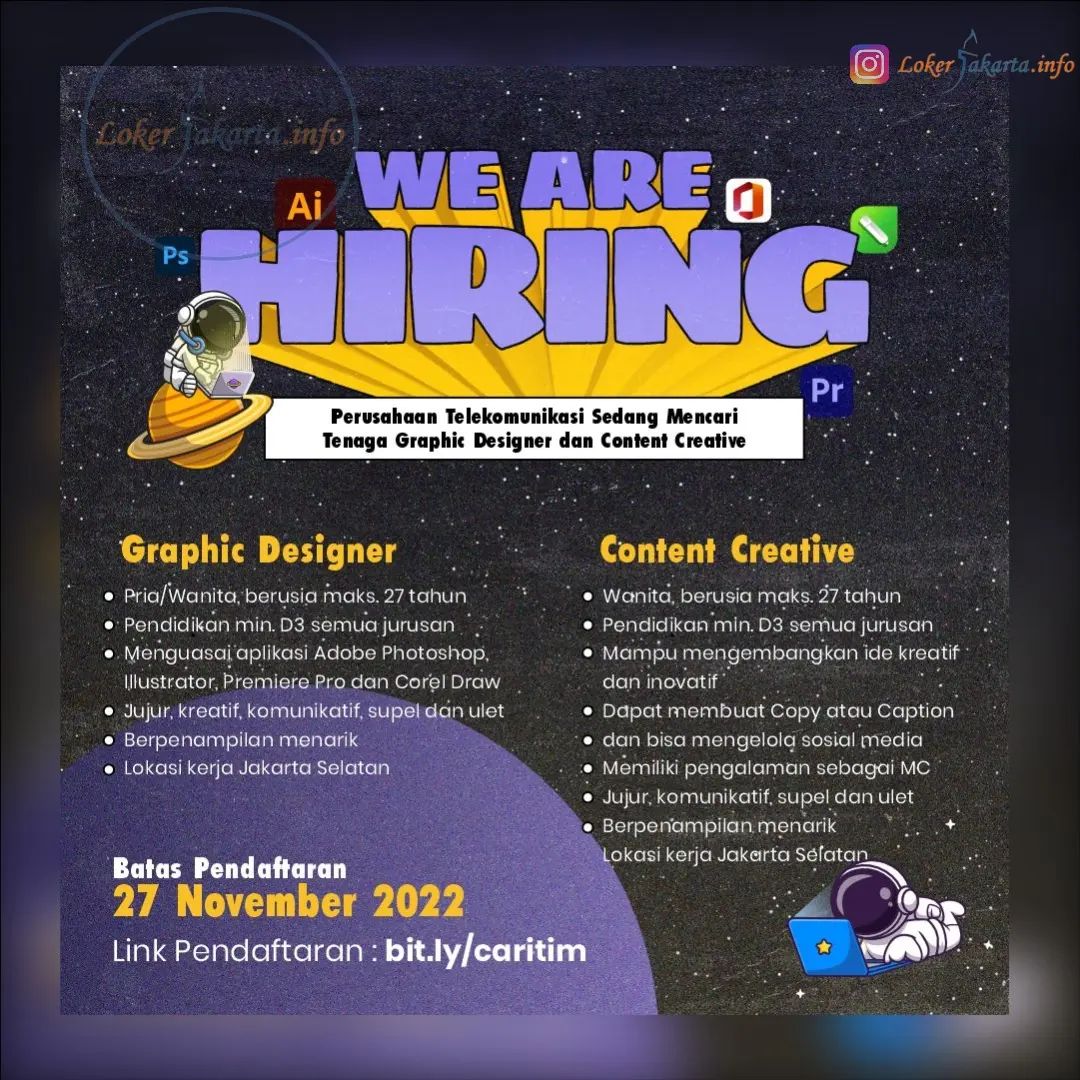 Loker Jakarta.info
Loker Jakarta.info
WE ARE
Ai
HIRING
Ps
Pr
Perusahaan Telekomunikasi Sedang Mencari
Tenaga Graphic Designer dan Content Creative
Graphic Designer
Pria/Wanita, berusia maks. 27 tahun
Pendidikan min. D3 semua jurusan
Menguasai aplikasi Adobe Photoshop,
Illustrator, Premiere Pro dan Corel Draw
Jujur, kreatif, komunikatif, supel dan ulet
Berpenampilan menarik
Lokasi kerja Jakarta Selatan
Content Creative
Wanita, berusia maks. 27 tahun
Pendidikan min. D3 semua jurusan
Mampu mengembangkan ide kreatif
dan inovatif
Dapat membuat Copy atau Caption
dan bisa mengelola sosial media
Memiliki pengalaman sebagai MC
Jujur, komunikatif, supel dan ulet
Berpenampilan menarik
Lokasi kerja Jakarta Selatan
Batas Pendaftaran
27 November 2022
Link Pendaftaran : bit.ly/caritim